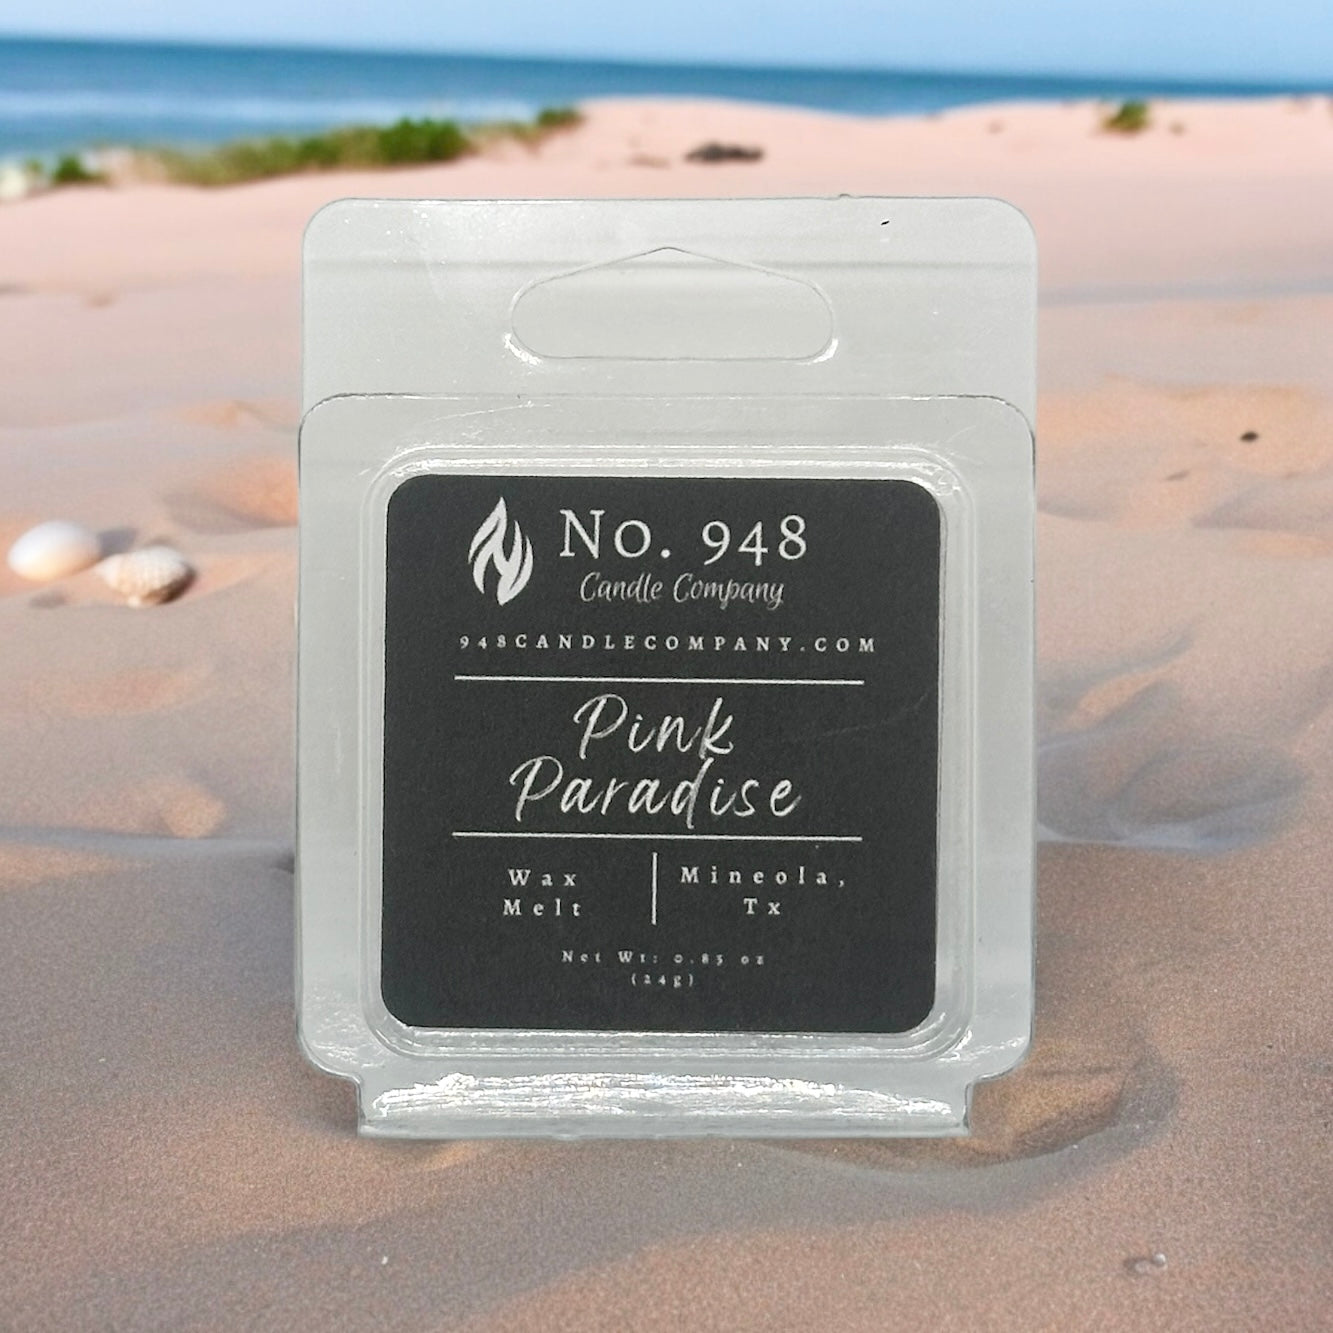 No. 948
Candle Company
948CANDLECOMPANY.COM
Pink
Paradise
Wax
Melt
Mineola,
Tx
Net Wt: 0.85 oz
(24g)